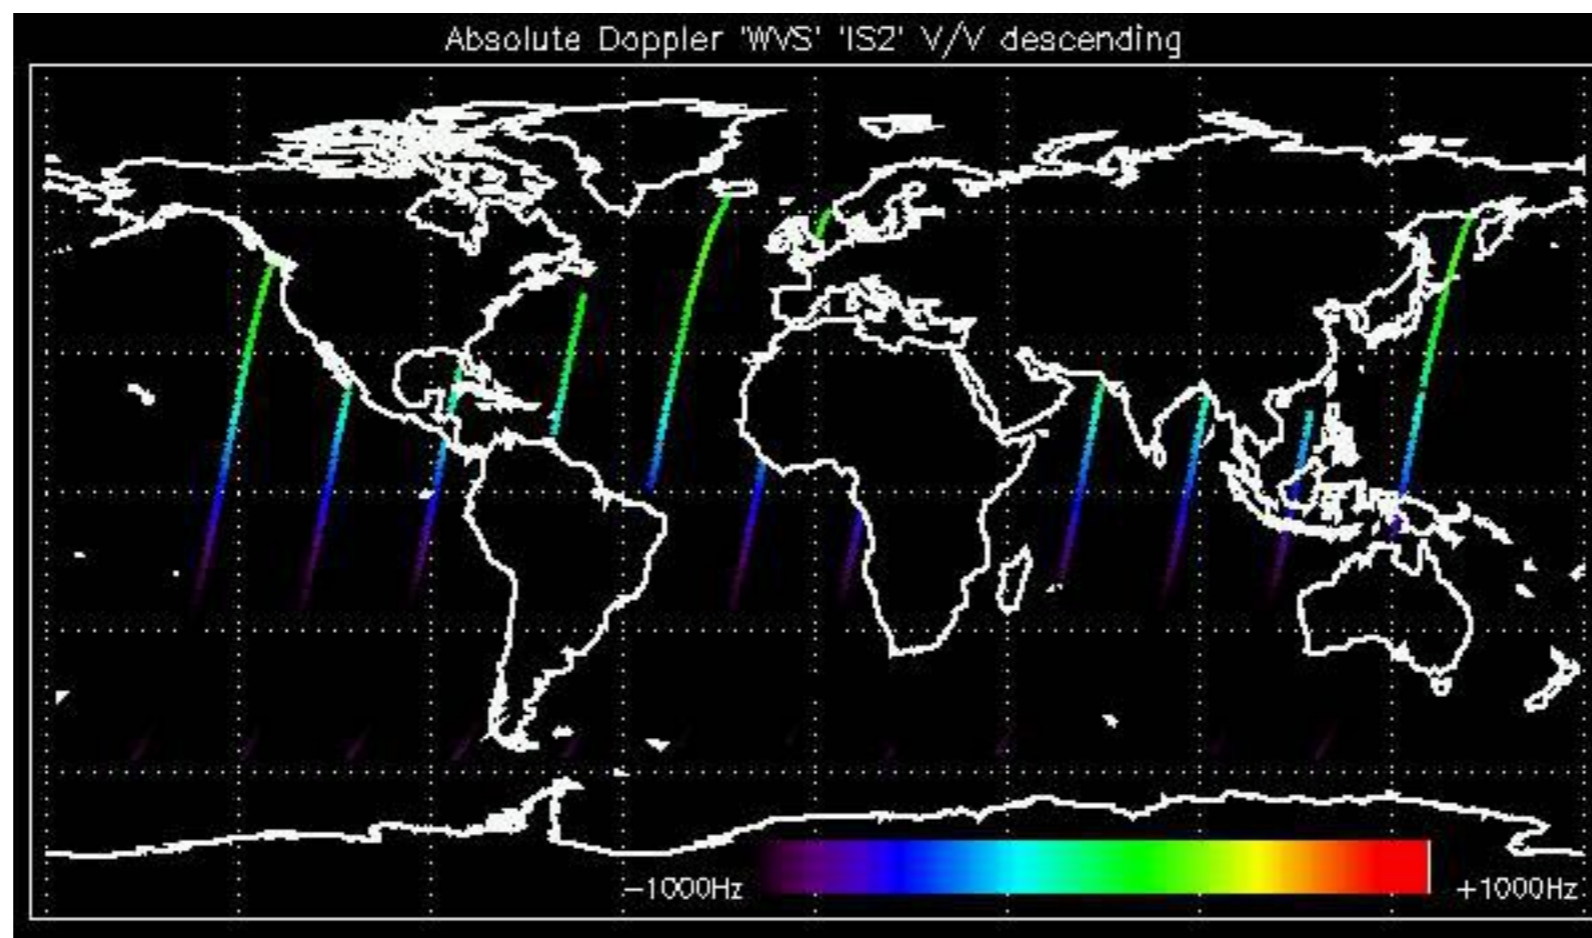 Absolute Doppler 'WVS' 'IS2' V/V descending
−1000Hz +1000Hz